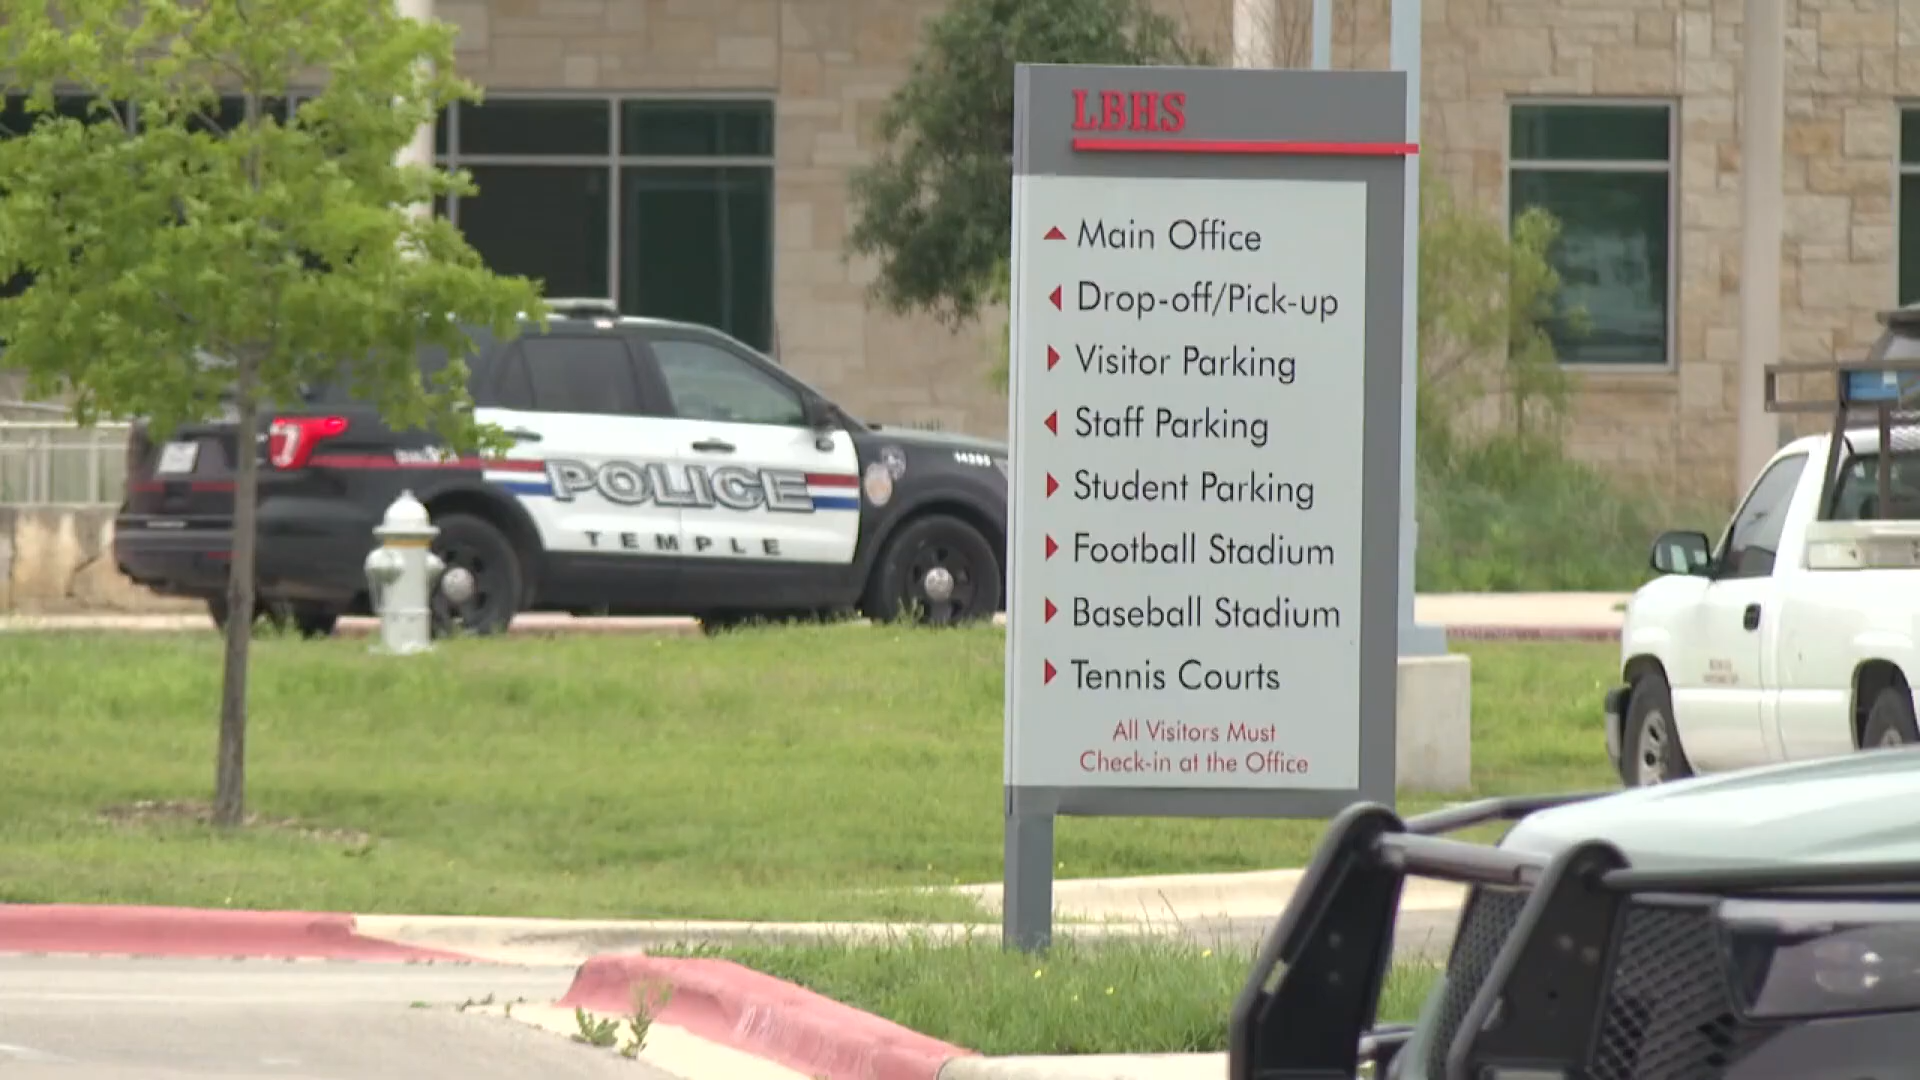 LBHS
Main Office
Drop-off/Pick-up
Visitor Parking
Staff Parking
Student Parking
Football Stadium
Baseball Stadium
Tennis Courts
All Visitors Must
Check-in at the Office
POLICE
TEMPLE